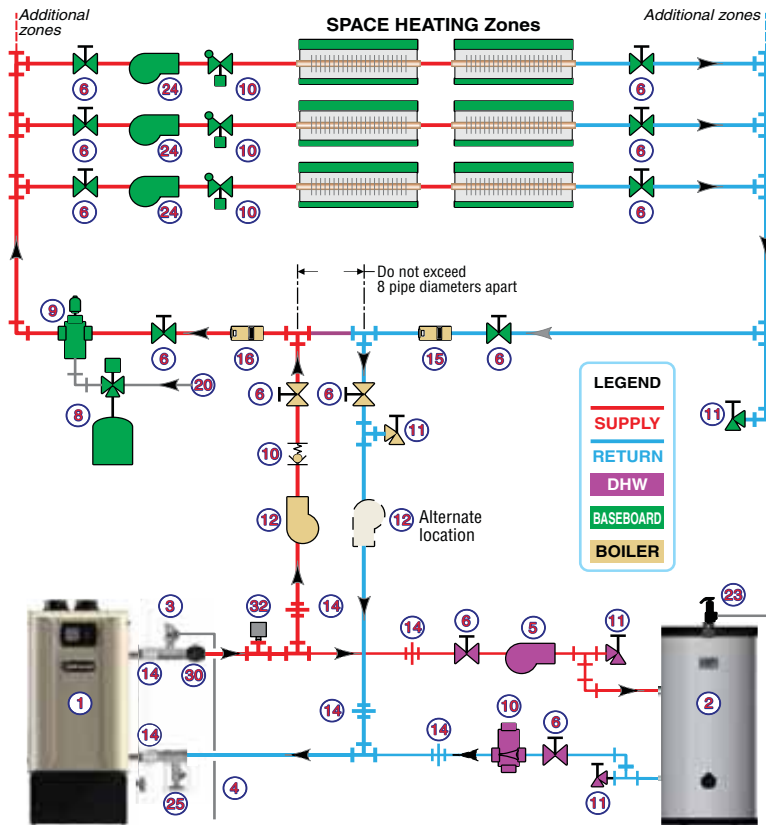 Additional zones
SPACE HEATING Zones
Additional zones
6 24 10 6
6 24 10 6
6 24 10 6
Do not exceed
8 pipe diameters apart
9
6 16 15 6
20
8
6 6
11
11
10
12
12 Alternate
location
LEGEND
SUPPLY
RETURN
DHW
BASEBOARD
BOILER
3
32
14
14
6
5
11
23
14
30
1
2
14
14
14
10
6
25
4
11